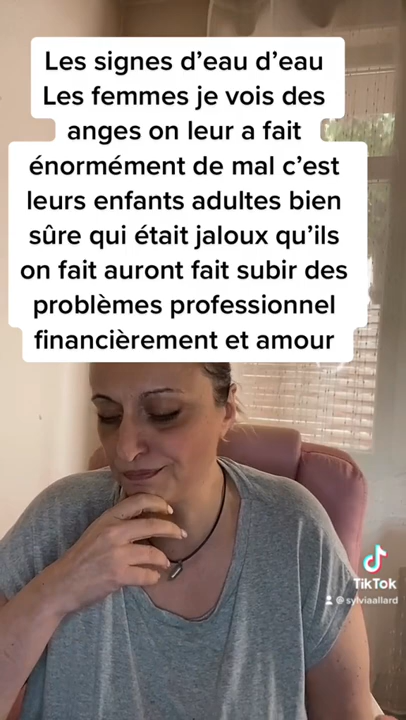 Les signes d'eau d'eau
Les femmes je vois des
anges on leur a fait
énormément de mal c'est
leurs enfants adultes bien
sûre qui était jaloux qu'ils
on fait auront fait subir des
problèmes professionnel
financièrement et amour
TikTok
@sylviaallard